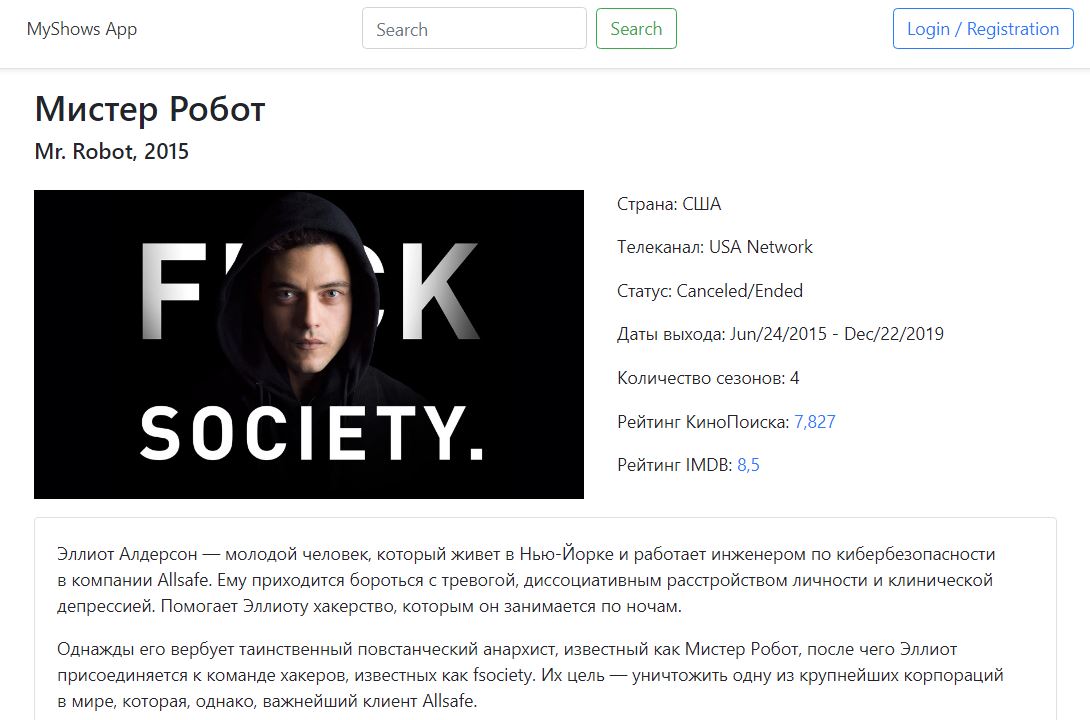 MyShows App
Search
Search
Login / Registration
Мистер Робот
Mr. Robot, 2015
F CK
SOCIETY.
Страна: США
Телеканал: USA Network
Статус: Canceled/Ended
Даты выхода: Jun/24/2015 - Dec/22/2019
Количество сезонов: 4
Рейтинг КиноПоиска: 7,827
Рейтинг IMDB: 8,5
Эллиот Алдерсон — молодой человек, который живет в Нью-Йорке и работает инженером по кибербезопасности
в компании Allsafe. Ему приходится бороться с тревогой, диссоциативным расстройством личности и клинической
депрессией. Помогает Эллиоту хакерство, которым он занимается по ночам.
Однажды его вербует таинственный повстанческий анархист, известный как Мистер Робот, после чего Эллиот
присоединяется к команде хакеров, известных как fsociety. Их цель — уничтожить одну из крупнейших корпораций
в мире, которая, однако, важнейший клиент Allsafe.